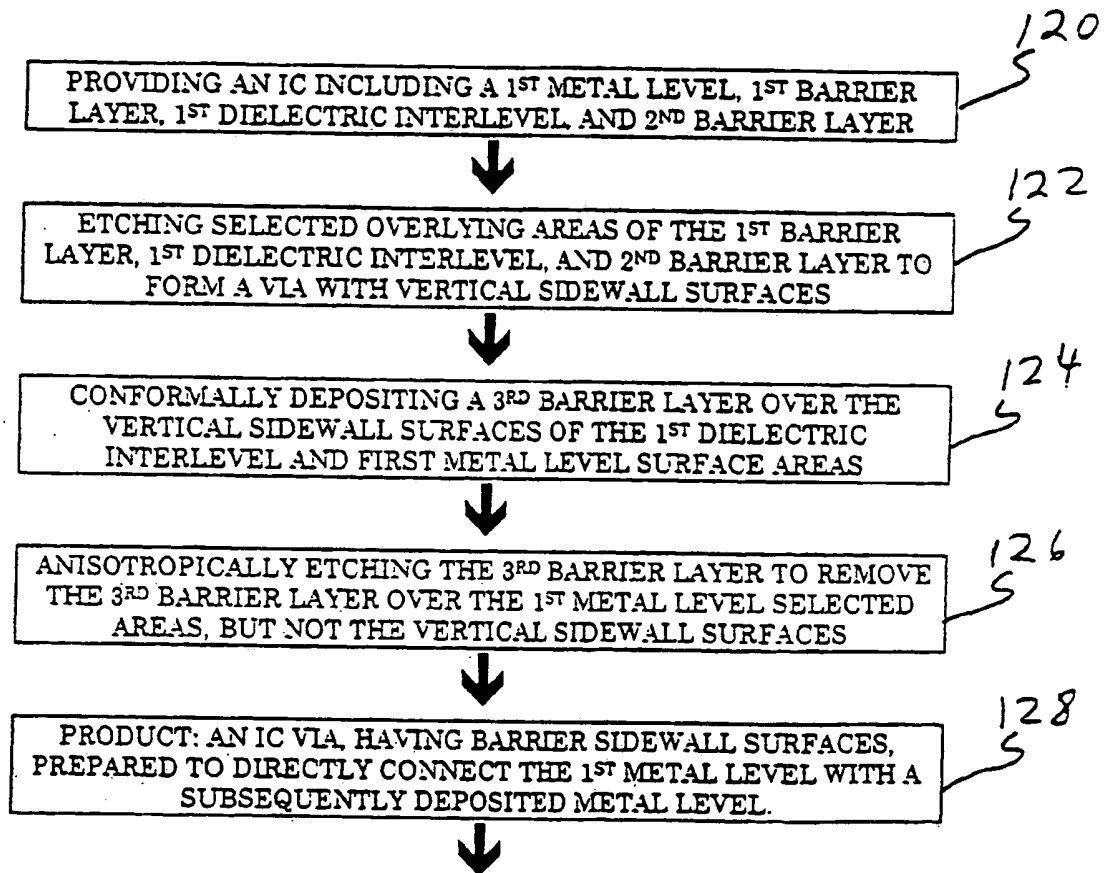 120
PROVIDING AN IC INCLUDING A 1ST METAL LEVEL, 1ST BARRIER
LAYER, 1ST DIELECTRIC INTERLEVEL, AND 2ND BARRIER LAYER
122
ETCHING SELECTED OVERLYING AREAS OF THE 1ST BARRIER
LAYER, 1ST DIELECTRIC INTERLEVEL, AND 2ND BARRIER LAYER TO
FORM A VIA WITH VERTICAL SIDEWALL SURFACES
124
CONFORMALLY DEPOSITING A 3RD BARRIER LAYER OVER THE
VERTICAL SIDEWALL SURFACES OF THE 1ST DIELECTRIC
INTERLEVEL AND FIRST METAL LEVEL SURFACE AREAS
126
ANISOTROPICALLY ETCHING THE 3RD BARRIER LAYER TO REMOVE
THE 3RD BARRIER LAYER OVER THE 1ST METAL LEVEL SELECTED
AREAS, BUT NOT THE VERTICAL SIDEWALL SURFACES
128
PRODUCT: AN IC VIA, HAVING BARRIER SIDEWALL SURFACES,
PREPARED TO DIRECTLY CONNECT THE 1ST METAL LEVEL WITH A
SUBSEQUENTLY DEPOSITED METAL LEVEL.